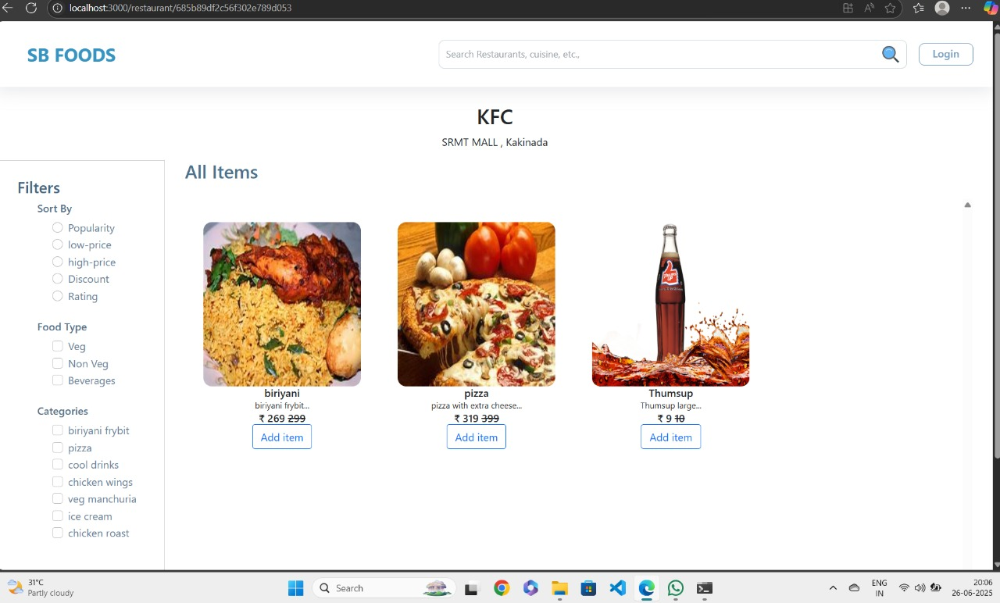 localhost:3000/restaurant/685b89df2c56f302e789d053
SB FOODS
Search Restaurants, cuisine, etc.,
Login
KFC
SRMT MALL , Kakinada
All Items
Filters
Sort By
Popularity
low-price
high-price
Discount
Rating
Food Type
Veg
Non Veg
Beverages
Categories
biriyani frybit
pizza
cool drinks
chicken wings
veg manchuria
ice cream
chicken roast
biriyani
biriyani frybit...
₹ 269 299
Add item
pizza
pizza with extra cheese...
₹ 319 399
Add item
Thumsup
Thumsup large...
₹ 9 10
Add item
31°C
Partly cloudy
Search
ENG
IN
20:06
26-06-2025